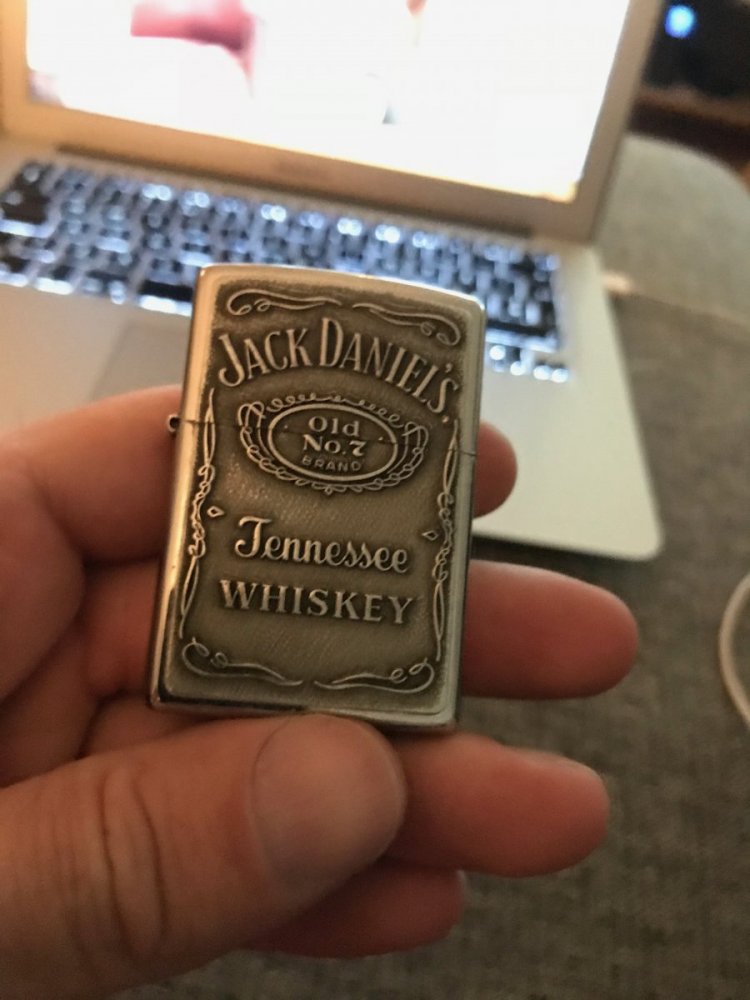 JACK DANIEL'S
Old
No. 7
BRAND
Tennessee
WHISKEY